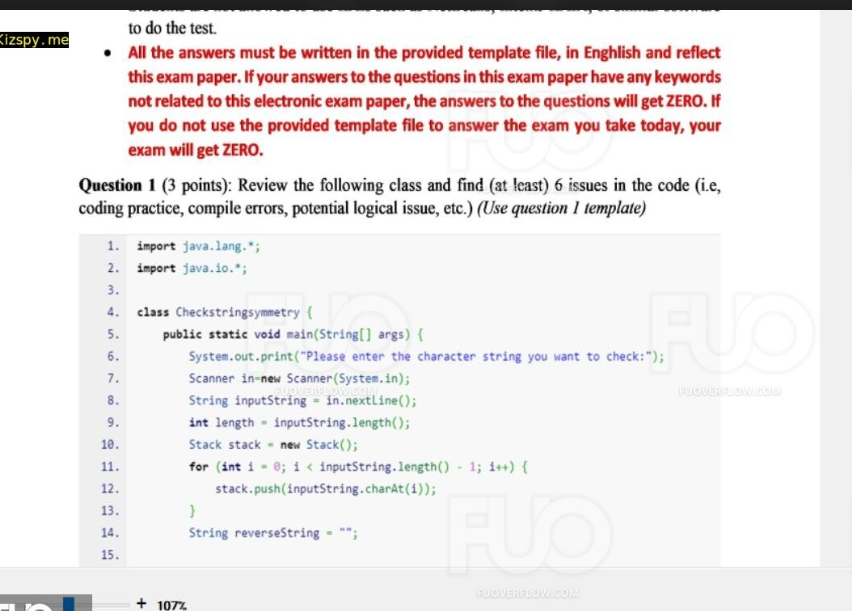 to do the test.
Kizspy.me
• All the answers must be written in the provided template file, in Enghlish and reflect
this exam paper. If your answers to the questions in this exam paper have any keywords
not related to this electronic exam paper, the answers to the questions will get ZERO. If
you do not use the provided template file to answer the exam you take today, your
exam will get ZERO.
Question 1 (3 points): Review the following class and find (at least) 6 issues in the code (i.e,
coding practice, compile errors, potential logical issue, etc.) (Use question 1 template)
1. import java.lang.*;
2. import java.io.*;
3.
4. class Checkstringsymmetry {
5. public static void main(String[] args) {
6. System.out.print("Please enter the character string you want to check:");
7. Scanner in=new Scanner(System.in);
8. String inputString = in.nextLine();
9. int length = inputString.length();
10. Stack stack = new Stack();
11. for (int i = 0; i < inputString.length() - 1; i++) {
12. stack.push(inputString.charAt(i));
13. }
14. String reverseString = "";
15.
FUO
FUO
FUOVERFLOW.COM
FUOVERFLOW.COM
FUO
FUO
FUOVERFLOW.COM
FUO
+ 107%